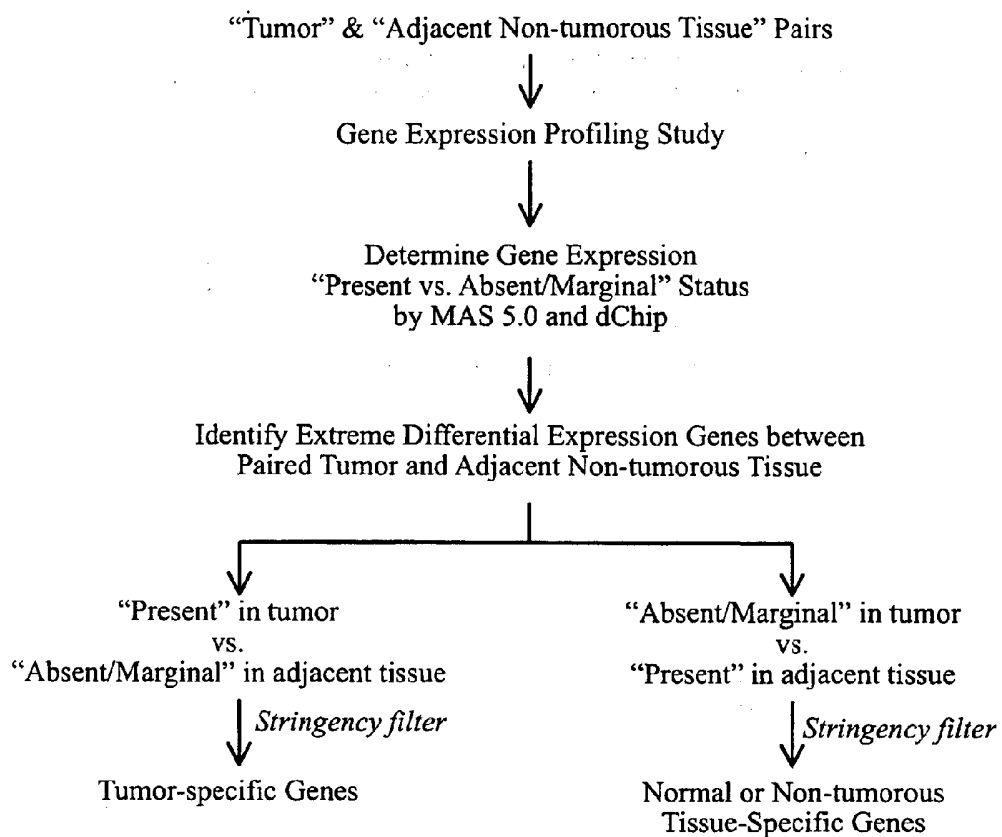 “Tumor” & “Adjacent Non-tumorous Tissue” Pairs
Gene Expression Profiling Study
Determine Gene Expression
“Present vs. Absent/Marginal” Status
by MAS 5.0 and dChip
Identify Extreme Differential Expression Genes between
Paired Tumor and Adjacent Non-tumorous Tissue
“Present” in tumor
vs.
“Absent/Marginal” in adjacent tissue
Stringency filter
Tumor-specific Genes
“Absent/Marginal” in tumor
vs.
“Present” in adjacent tissue
Stringency filter
Normal or Non-tumorous
Tissue-Specific Genes